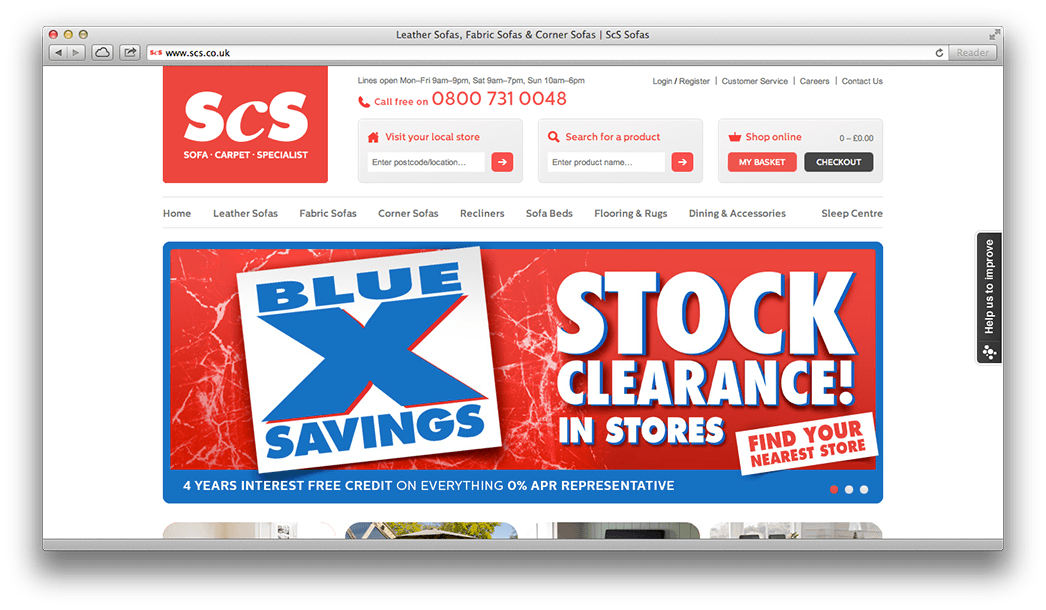 Leather Sofas, Fabric Sofas & Corner Sofas | ScS Sofas
ScS www.scs.co.uk
Reader
ScS
SOFA · CARPET · SPECIALIST
Lines open Mon–Fri 9am–9pm, Sat 9am–7pm, Sun 10am–6pm
Call free on 0800 731 0048
Login / Register | Customer Service | Careers | Contact Us
Visit your local store
Enter postcode/location...
Search for a product
Enter product name...
Shop online
0 – £0.00
MY BASKET
CHECKOUT
Home Leather Sofas Fabric Sofas Corner Sofas Recliners Sofa Beds Flooring & Rugs Dining & Accessories Sleep Centre
BLUE
X
SAVINGS
STOCK
CLEARANCE!
IN STORES
FIND YOUR
NEAREST STORE
4 YEARS INTEREST FREE CREDIT ON EVERYTHING 0% APR REPRESENTATIVE
Help us to improve